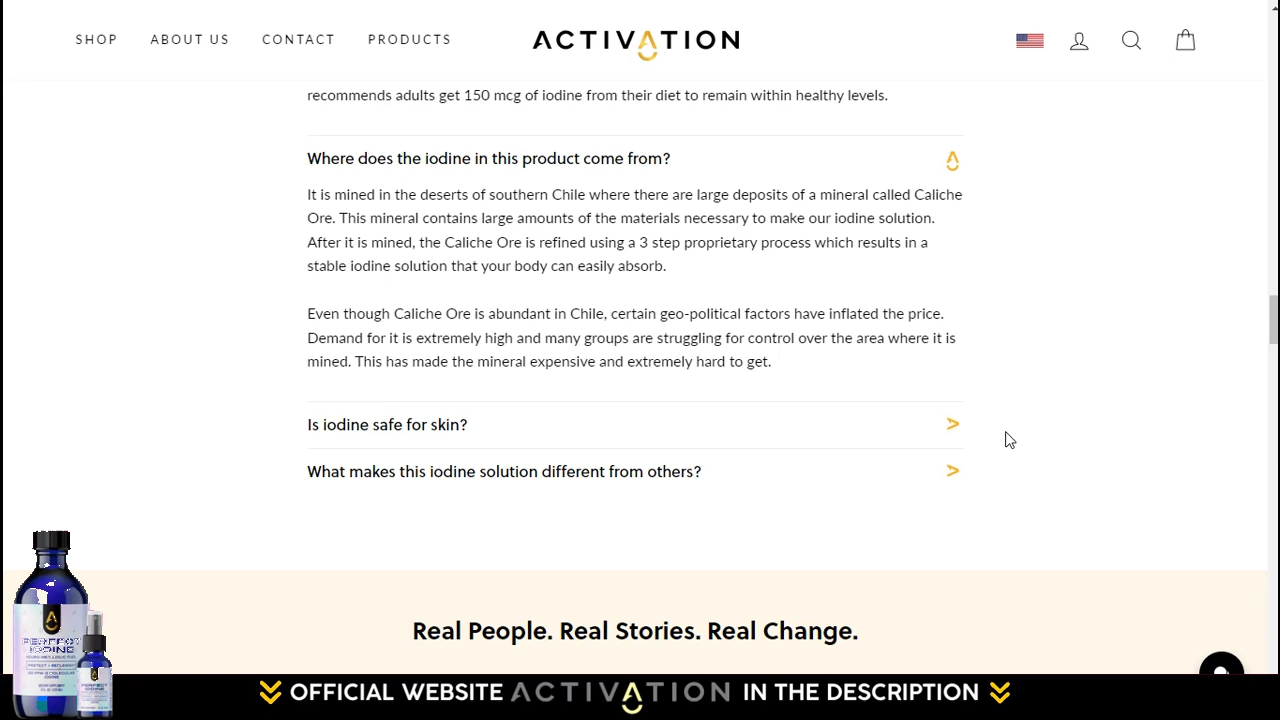 SHOP ABOUT US CONTACT PRODUCTS ACTIVATION
recommends adults get 150 mcg of iodine from their diet to remain within healthy levels.
Where does the iodine in this product come from?
It is mined in the deserts of southern Chile where there are large deposits of a mineral called Caliche
Ore. This mineral contains large amounts of the materials necessary to make our iodine solution.
After it is mined, the Caliche Ore is refined using a 3 step proprietary process which results in a
stable iodine solution that your body can easily absorb.
Even though Caliche Ore is abundant in Chile, certain geo-political factors have inflated the price.
Demand for it is extremely high and many groups are struggling for control over the area where it is
mined. This has made the mineral expensive and extremely hard to get.
Is iodine safe for skin?
What makes this iodine solution different from others?
Real People. Real Stories. Real Change.
PERFECT
IODINE
PROTECT + REPLENISH
OFFICIAL WEBSITE ACTIVATION IN THE DESCRIPTION